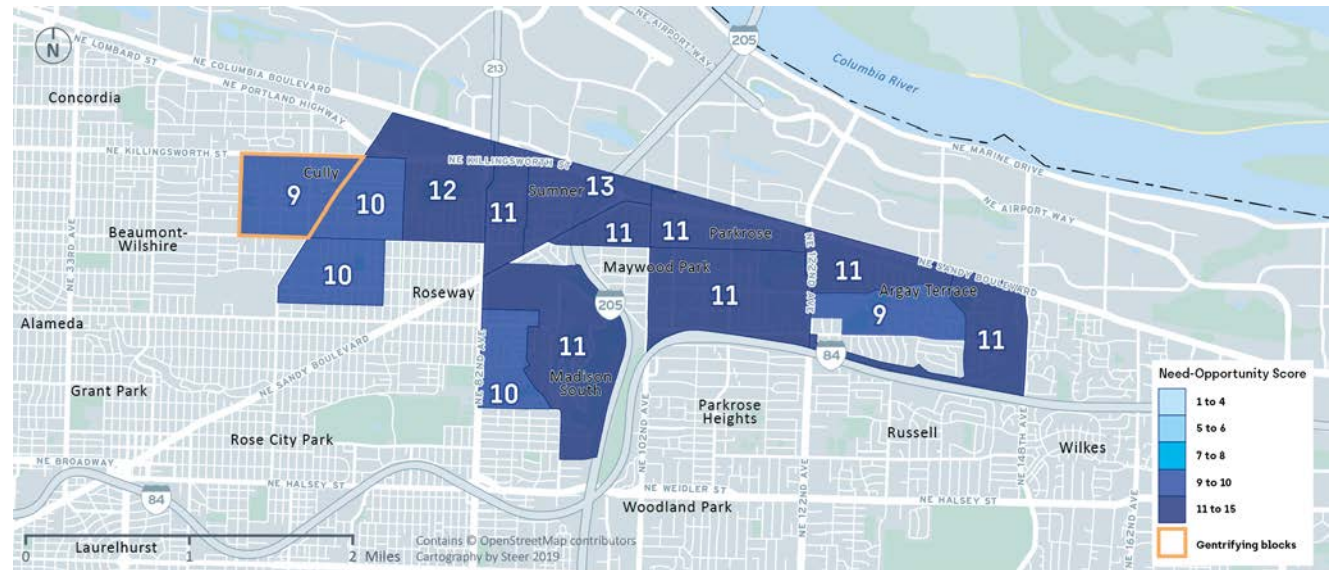 N
NE LOMBARD ST
NE COLUMBIA BOULEVARD
NE PORTLAND HIGHWAY
213
NE AIRPORT WAY
205
Columbia River
NE MARINE DRIVE
NE AIRPORT WAY
Concordia
NE KILLINGSWORTH ST
Cully
9
10
NE KILLINGSWORTH ST
12
11
Sumner
13
11
11
Parkrose
NE 33RD AVE
Beaumont-
Wilshire
10
Roseway
Maywood Park
205
11
NE 122ND AVE
11
NE SANDY BOULEVARD
Argay Terrace
9
11
Alameda
NE SANDY BOULEVARD
NE 82ND AVE
11
Madison
South
10
84
Grant Park
Rose City Park
NE 102ND AVE
Parkrose
Heights
Russell
NE 148TH AVE
Wilkes
NE BROADWAY
84
NE HALSEY ST
NE WEIDLER ST
Woodland Park
NE 122ND AVE
NE HALSEY ST
NE 162ND AVE
Laurelhurst
0
1
2 Miles
Contains © OpenStreetMap contributors
Cartography by Steer 2019
Need-Opportunity Score
1 to 4
5 to 6
7 to 8
9 to 10
11 to 15
Gentrifying blocks